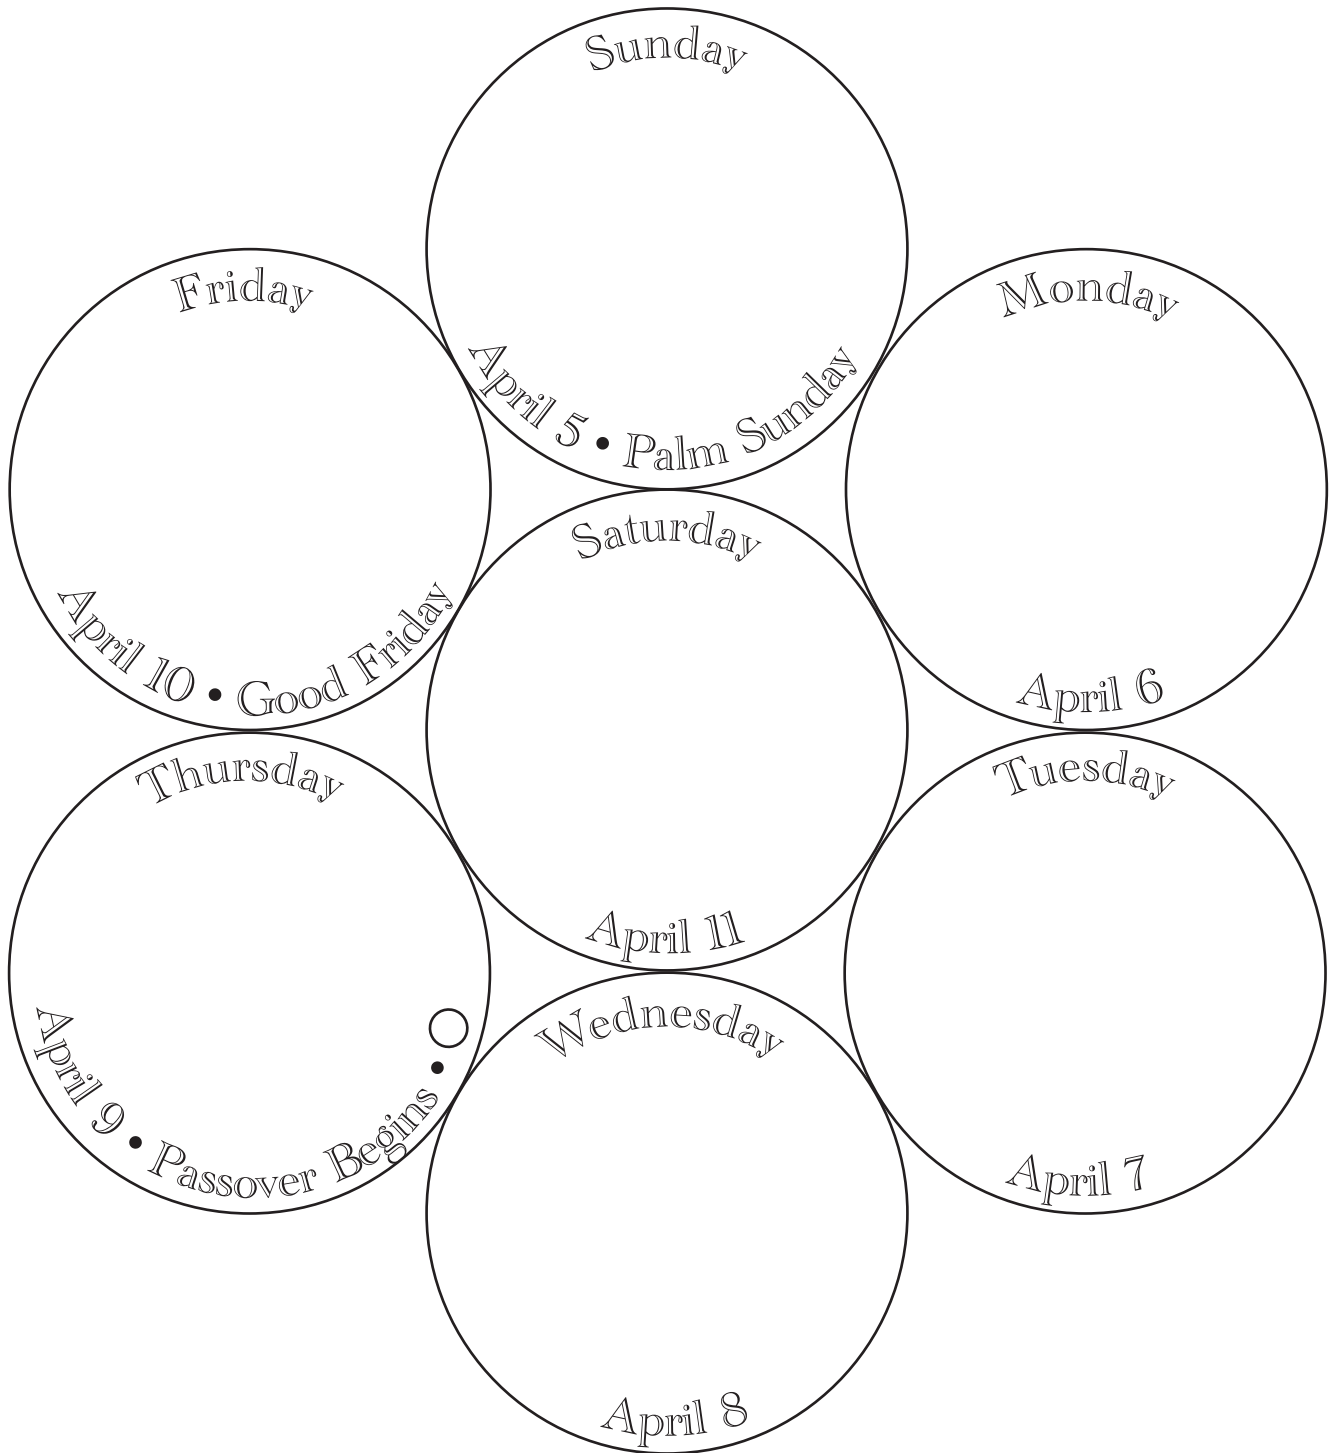 Sunday
April 5 • Palm Sunday
Monday
April 6
Tuesday
April 7
Wednesday
April 8
Thursday
April 9 • Passover Begins •
Friday
April 10 • Good Friday
Saturday
April 11